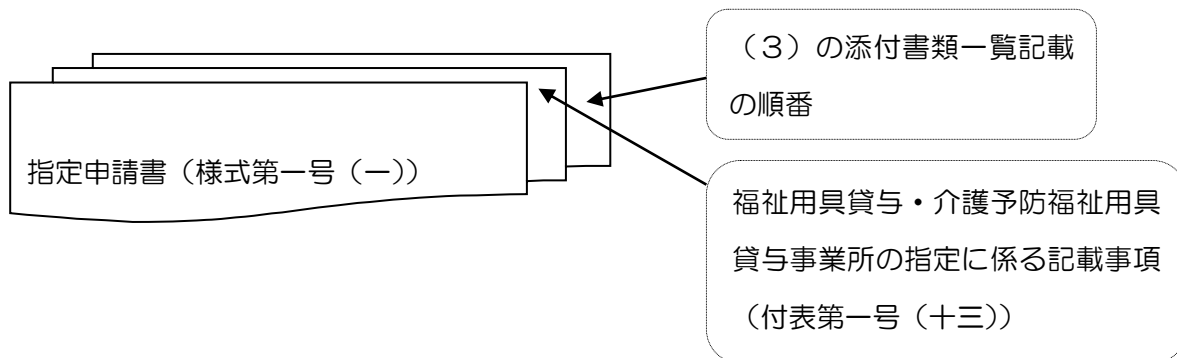 （３）の添付書類一覧記載
の順番
指定申請書（様式第一号（一））
福祉用具貸与・介護予防福祉用具
貸与事業所の指定に係る記載事項
（付表第一号（十三））